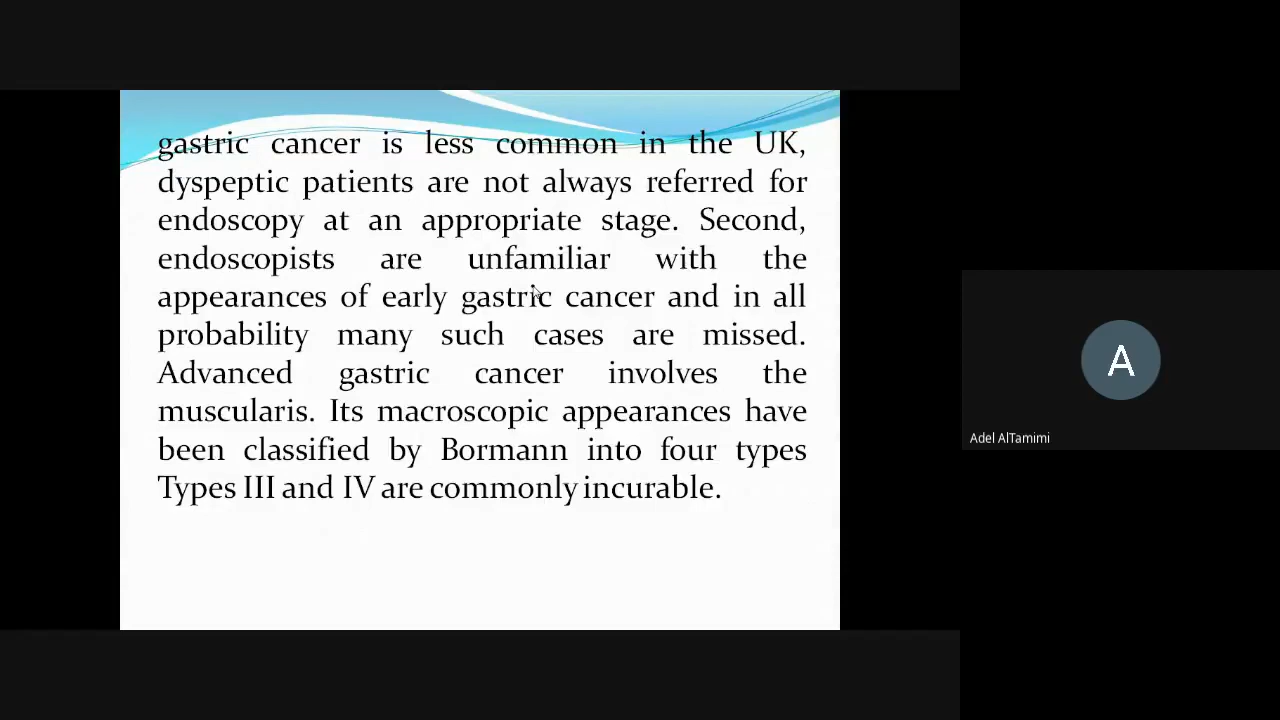 gastric cancer is less common in the UK,
dyspeptic patients are not always referred for
endoscopy at an appropriate stage. Second,
endoscopists are unfamiliar with the
appearances of early gastric cancer and in all
probability many such cases are missed.
Advanced gastric cancer involves the
muscularis. Its macroscopic appearances have
been classified by Bormann into four types
Types III and IV are commonly incurable.
A
Adel AlTamimi